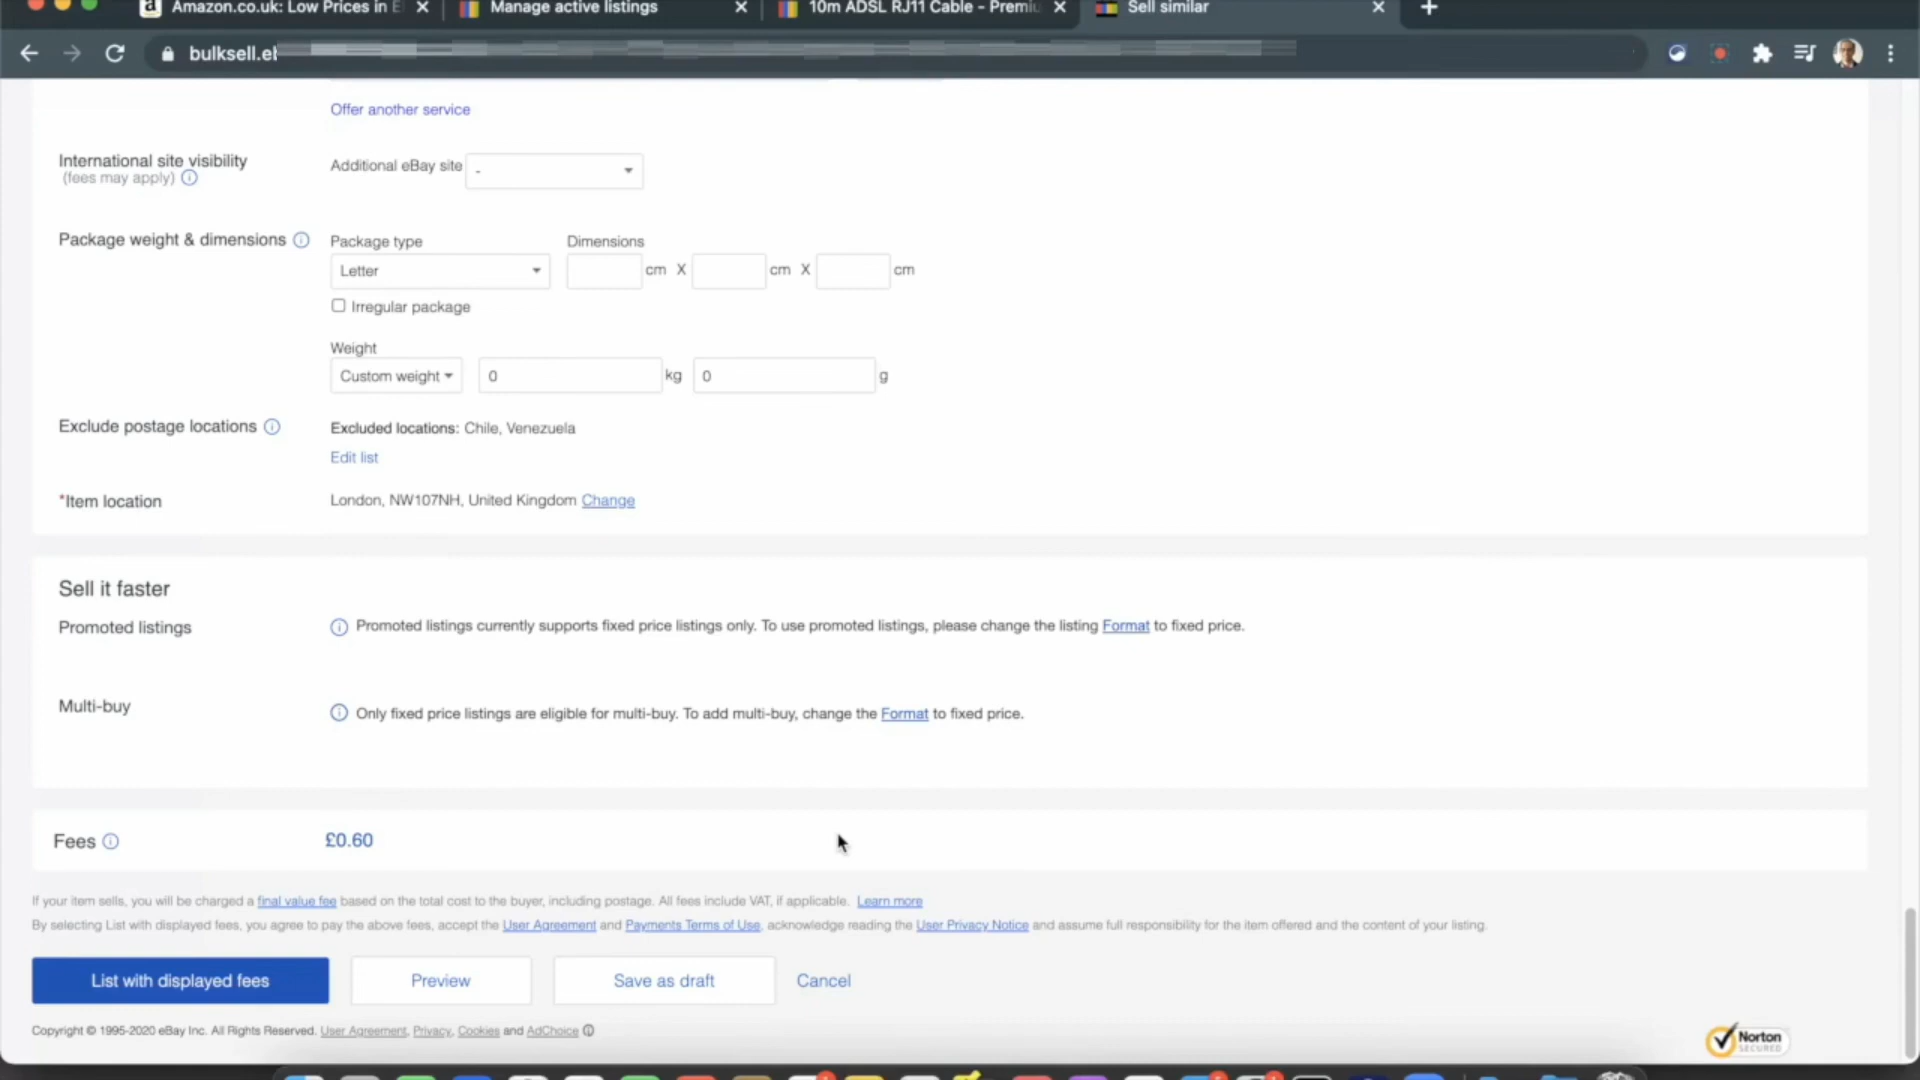 Amazon.co.uk: Low Prices in E
Manage active listings
10m ADSL RJ11 Cable - Premiu
Sell similar
bulksell.eb
Offer another service
International site visibility
(fees may apply)
Additional eBay site
-
Package weight & dimensions
Package type
Dimensions
Letter
cm X cm X cm
Irregular package
Weight
Custom weight
0 kg 0 g
Exclude postage locations
Excluded locations: Chile, Venezuela
Edit list
*Item location
London, NW107NH, United Kingdom Change
Sell it faster
Promoted listings
Promoted listings currently supports fixed price listings only. To use promoted listings, please change the listing Format to fixed price.
Multi-buy
Only fixed price listings are eligible for multi-buy. To add multi-buy, change the Format to fixed price.
Fees £0.60
If your item sells, you will be charged a final value fee based on the total cost to the buyer, including postage. All fees include VAT, if applicable. Learn more
By selecting List with displayed fees, you agree to pay the above fees, accept the User Agreement and Payments Terms of Use, acknowledge reading the User Privacy Notice and assume full responsibility for the item offered and the content of your listing.
List with displayed fees
Preview
Save as draft
Cancel
Copyright © 1995-2020 eBay Inc. All Rights Reserved. User Agreement, Privacy, Cookies and AdChoice
Norton
SECURED